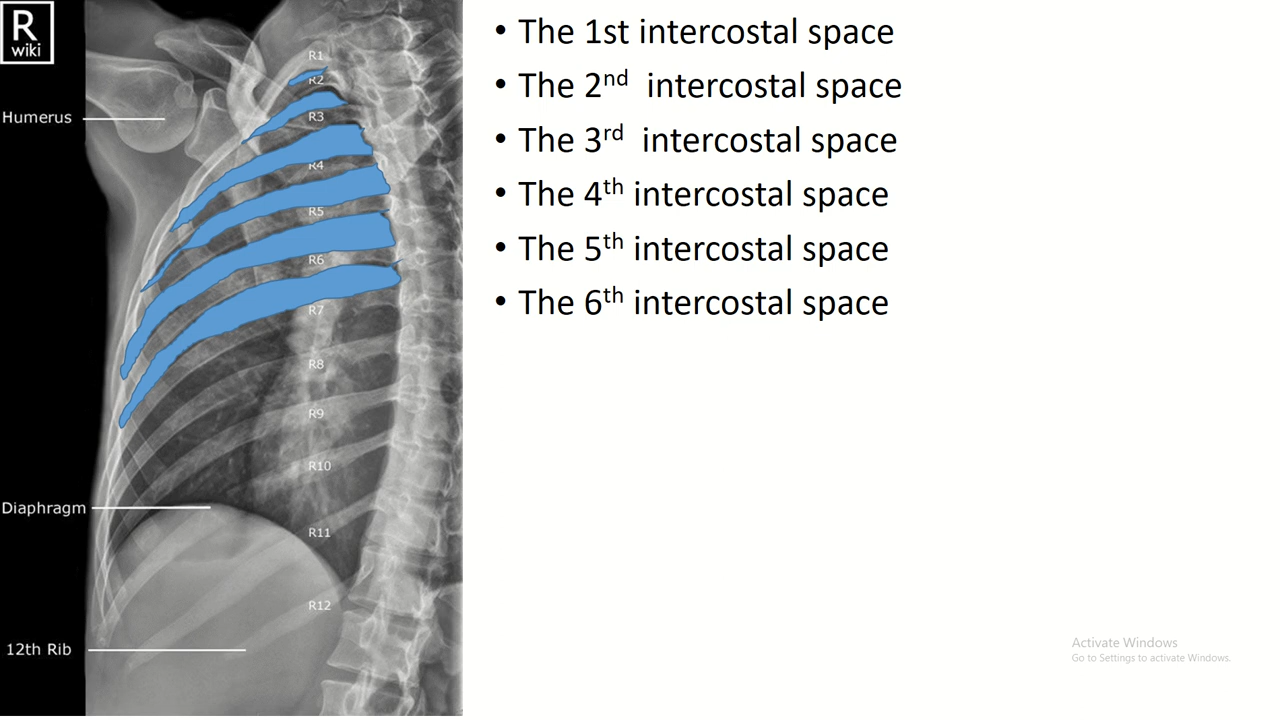 R
wiki
R1
R2
R3
Humerus
R4
R5
R6
R7
R8
R9
R10
Diaphragm
R11
R12
12th Rib
• The 1st intercostal space
• The 2nd intercostal space
• The 3rd intercostal space
• The 4th intercostal space
• The 5th intercostal space
• The 6th intercostal space
Activate Windows
Go to Settings to activate Windows.